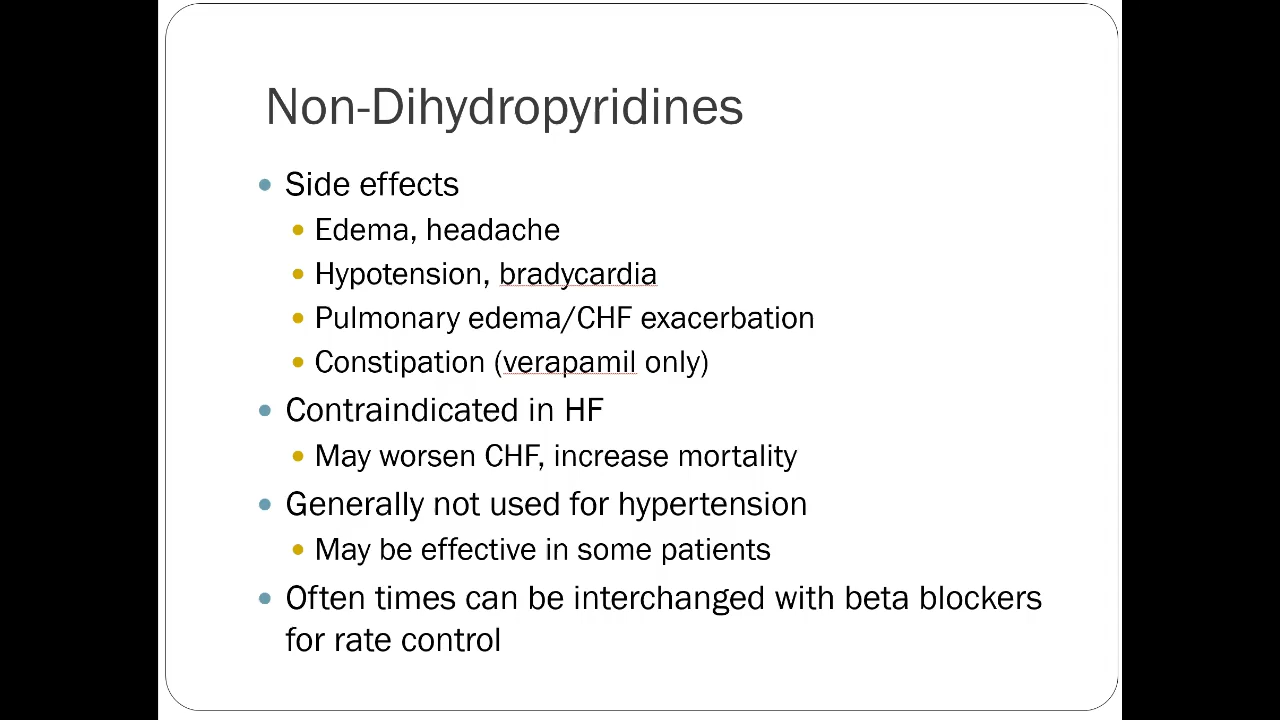 Non-Dihydropyridines
Side effects
Edema, headache
Hypotension, bradycardia
Pulmonary edema/CHF exacerbation
Constipation (verapamil only)
Contraindicated in HF
May worsen CHF, increase mortality
Generally not used for hypertension
May be effective in some patients
Often times can be interchanged with beta blockers
for rate control